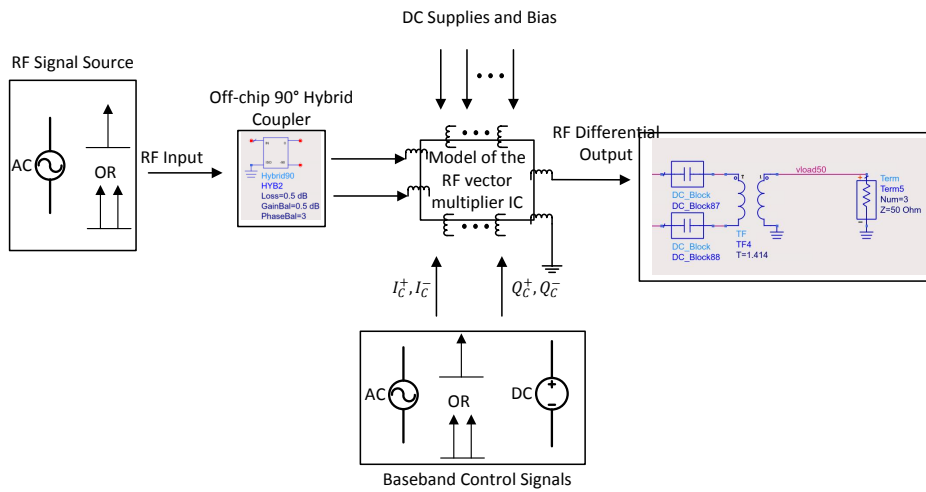 DC Supplies and Bias
RF Signal Source
AC
OR
RF Input
Off-chip 90° Hybrid
Coupler
Hybrid90
HYB2
Loss=0.5 dB
GainBal=0.5 dB
PhaseBal=3
Model of the
RF vector
multiplier IC
RF Differential
Output
DC_Block
DC_Block87
DC_Block
DC_Block88
TF
TF4
T=1.414
vload50
Term
Term5
Num=3
Z=50 Ohm
I_C^+, I_C^-
Q_C^+, Q_C^-
AC
OR
DC
Baseband Control Signals